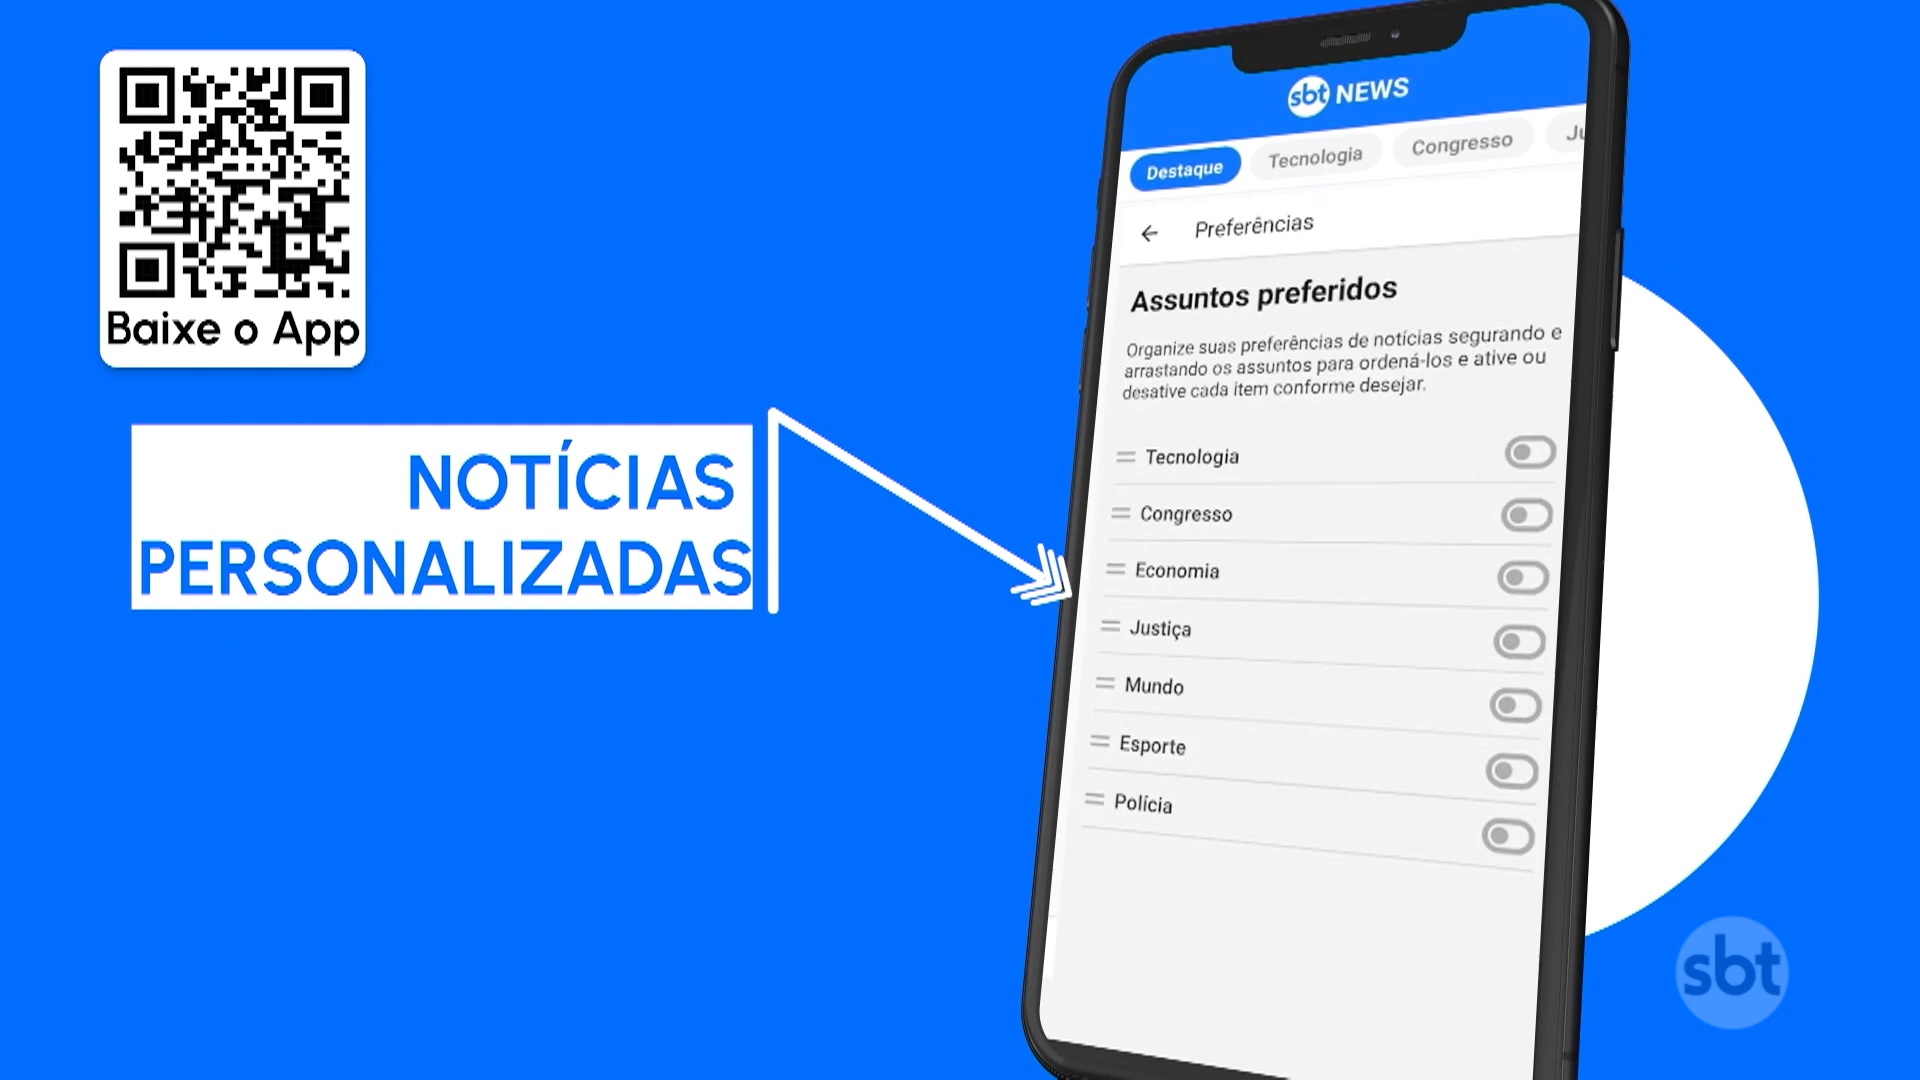 Baixe o App
NOTÍCIAS
PERSONALIZADAS
sbt NEWS
Destaque Tecnologia Congresso Ju
Preferências
Assuntos preferidos
Organize suas preferências de notícias segurando e
arrastando os assuntos para ordená-los e ative ou
desative cada item conforme desejar.
Tecnologia
Congresso
Economia
Justiça
Mundo
Esporte
Polícia
sbt